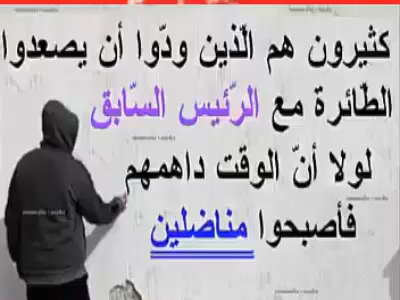 كثيرون هم الّذين ودّوا أن يصعدوا
الطّائرة مع الرّئيس السّابق
لولا أنّ الوقت داهمهم
فأصبحوا مناضلين